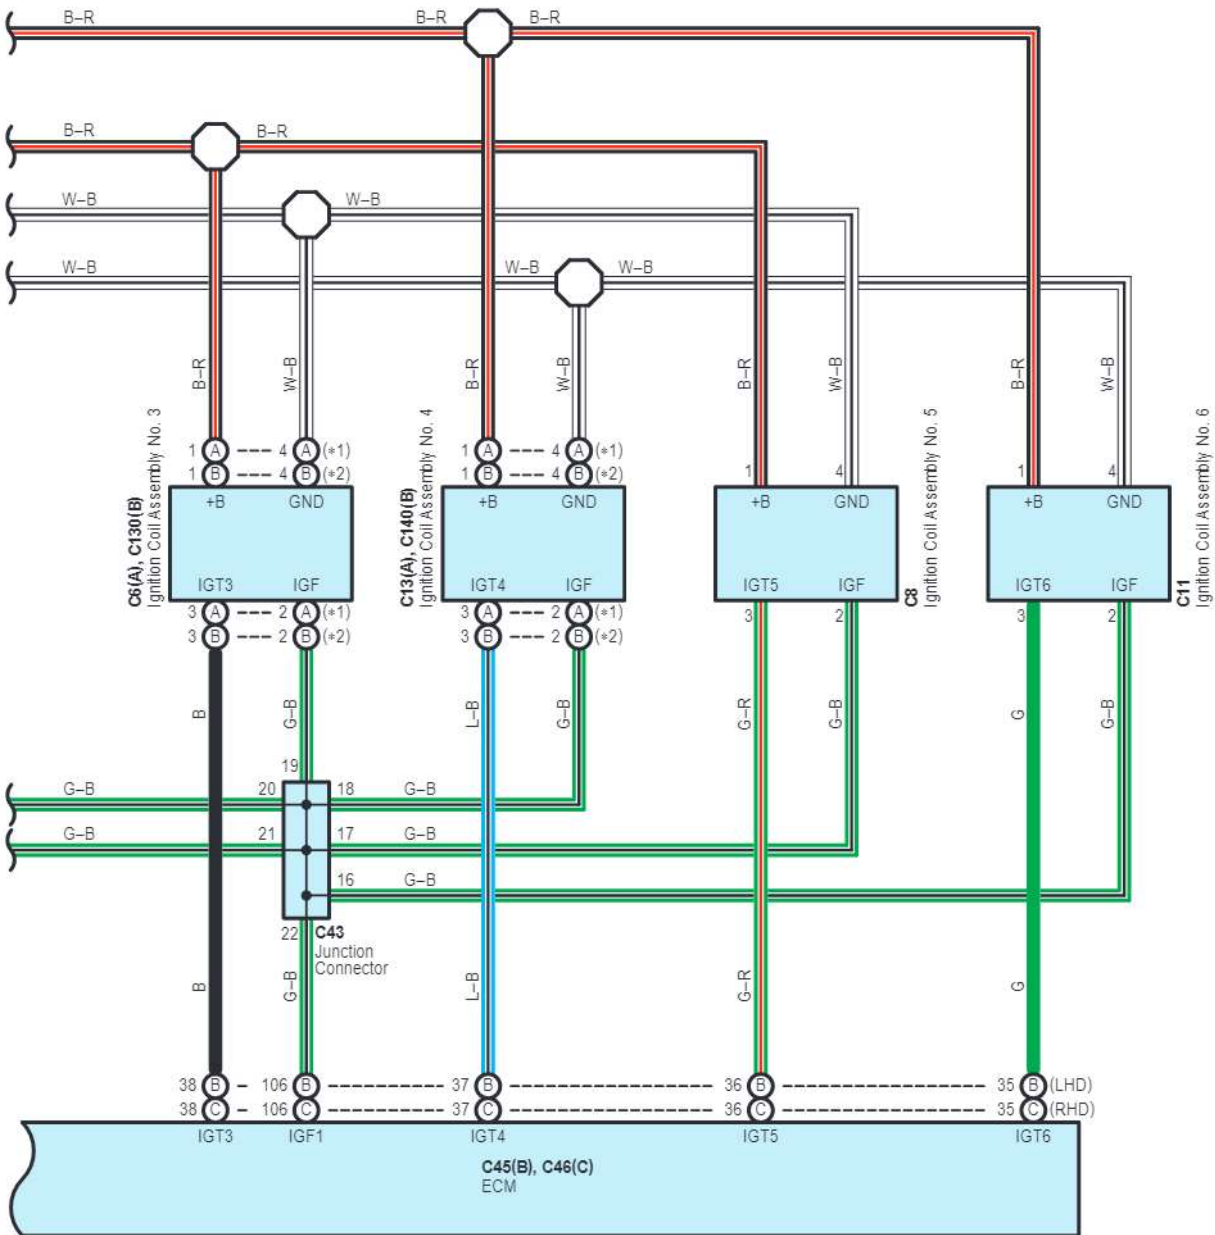 B–R
B–R
B–R
B–R
B–R
W–B
W–B
W–B
W–B
W–B
B–R
W–B
B–R
W–B
B–R
W–B
B–R
W–B
1 A 4 A (*1)
1 B 4 B (*2)
1 A 4 A (*1)
1 B 4 B (*2)
1 4
1 4
+B GND
C6(A), C130(B)
Ignition Coil Assembly No. 3
IGT3 IGF
+B GND
C13(A), C140(B)
Ignition Coil Assembly No. 4
IGT4 IGF
+B GND
C8
Ignition Coil Assembly No. 5
IGT5 IGF
+B GND
C11
Ignition Coil Assembly No. 6
IGT6 IGF
3 A 2 A (*1)
3 B 2 B (*2)
3 A 2 A (*1)
3 B 2 B (*2)
3 2
3 2
B
G–B
L–B
G–B
G–R
G–B
G
G–B
19
G–B 20 18 G–B
G–B 21 17 G–B
16 G–B
22 C43
Junction
Connector
B
G–B
L–B
G–R
G
38 B 106 B 37 B 36 B 35 B (LHD)
38 C 106 C 37 C 36 C 35 C (RHD)
IGT3 IGF1 IGT4 IGT5 IGT6
C45(B), C46(C)
ECM